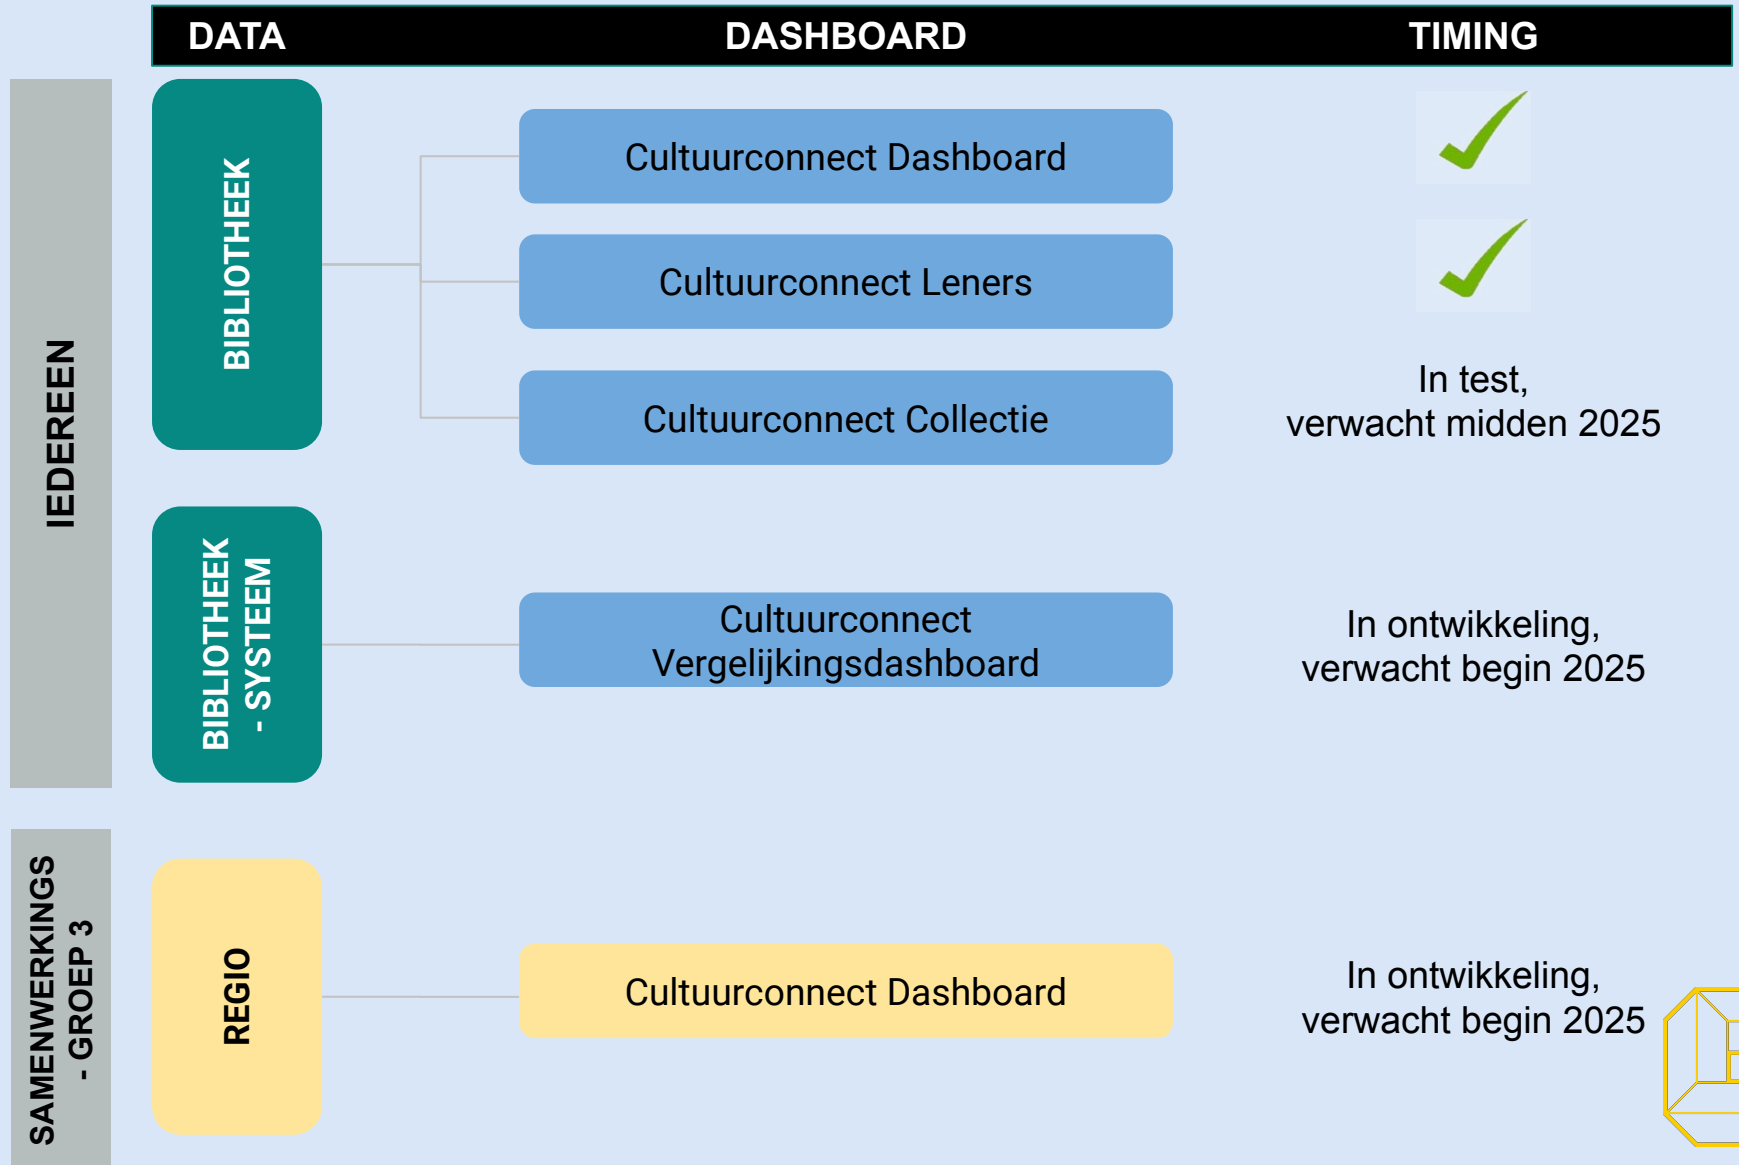 DATA DASHBOARD TIMING
IEDEREEN
BIBLIOTHEEK
Cultuurconnect Dashboard
Cultuurconnect Leners
Cultuurconnect Collectie
In test,
verwacht midden 2025
BIBLIOTHEEK
- SYSTEEM
Cultuurconnect
Vergelijkingsdashboard
In ontwikkeling,
verwacht begin 2025
SAMENWERKINGS
- GROEP 3
REGIO
Cultuurconnect Dashboard
In ontwikkeling,
verwacht begin 2025